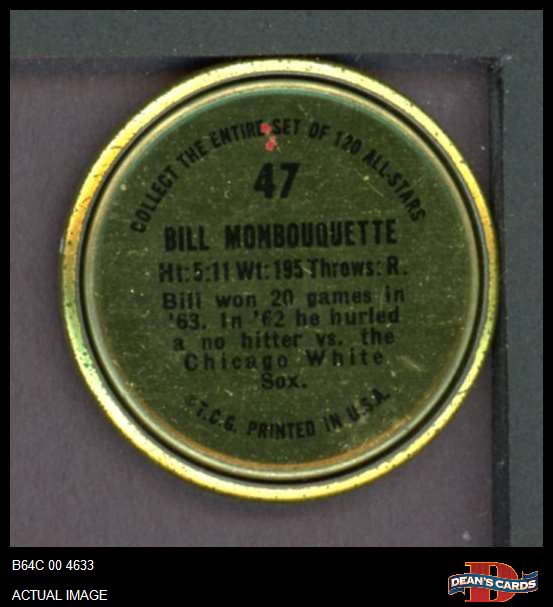 COLLECT THE ENTIRE SET OF 120 ALL-STARS
47
BILL MONBOUQUETTE
Ht: 5:11 Wt: 195 Throws: R.
Bill won 20 games in
'63. In '62 he hurled
a no hitter vs. the
Chicago White
Sox.
©T.C.G. PRINTED IN U.S.A.
B64C 00 4633
ACTUAL IMAGE
D
DEAN'S CARDS